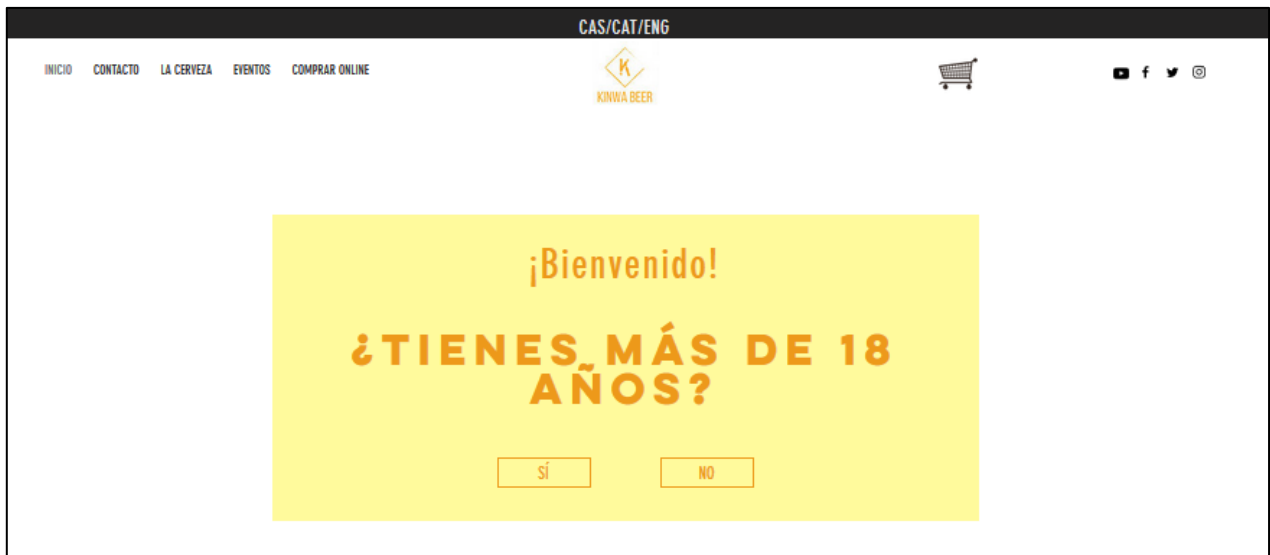 CAS/CAT/ENG
INICIO CONTACTO LA CERVEZA EVENTOS COMPRAR ONLINE
K
KINWA BEER
¡Bienvenido!
¿TIENES MÁS DE 18
AÑOS?
SÍ NO